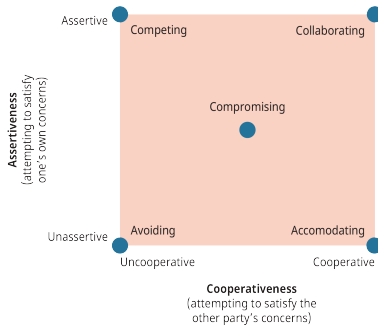 Assertive
Competing
Collaborating
Compromising
Assertiveness
(attempting to satisfy
one's own concerns)
Unassertive
Avoiding
Accomodating
Uncooperative
Cooperative
Cooperativeness
(attempting to satisfy the
other party's concerns)